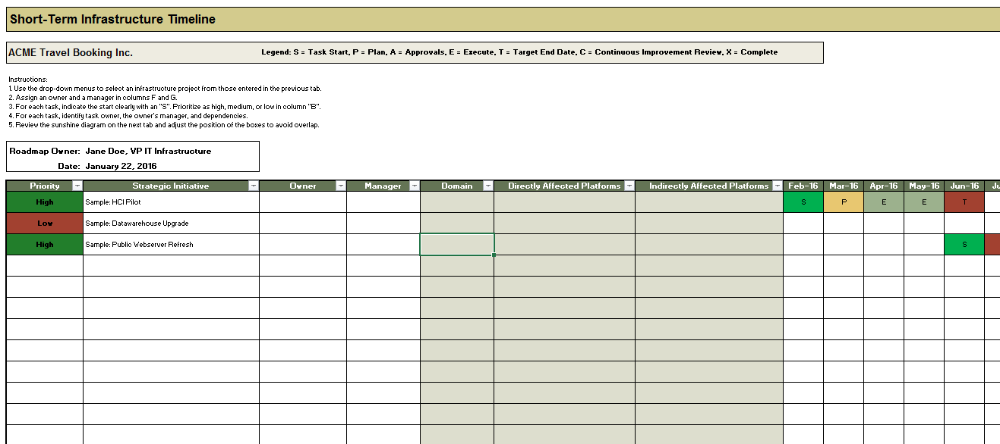 Short-Term Infrastructure Timeline
ACME Travel Booking Inc. Legend: S = Task Start, P = Plan, A = Approvals, E = Execute, T = Target End Date, C = Continuous Improvement Review, X = Complete
Instructions:
1. Use the drop-down menus to select an infrastructure project from those entered in the previous tab.
2. Assign an owner and a manager in columns F and G.
3. For each task, indicate the start clearly with an "S". Prioritize as high, medium, or low in column "B".
4. For each task, identify task owner, the owner's manager, and dependencies.
5. Review the sunshine diagram on the next tab and adjust the position of the boxes to avoid overlap.
Roadmap Owner: Jane Doe, VP IT Infrastructure
Date: January 22, 2016
Priority Strategic Initiative Owner Manager Domain Directly Affected Platforms Indirectly Affected Platforms Feb-16 Mar-16 Apr-16 May-16 Jun-16
High Sample: HCI Pilot S P E E T
Low Sample: Datawarehouse Upgrade
High Sample: Public Webserver Refresh S